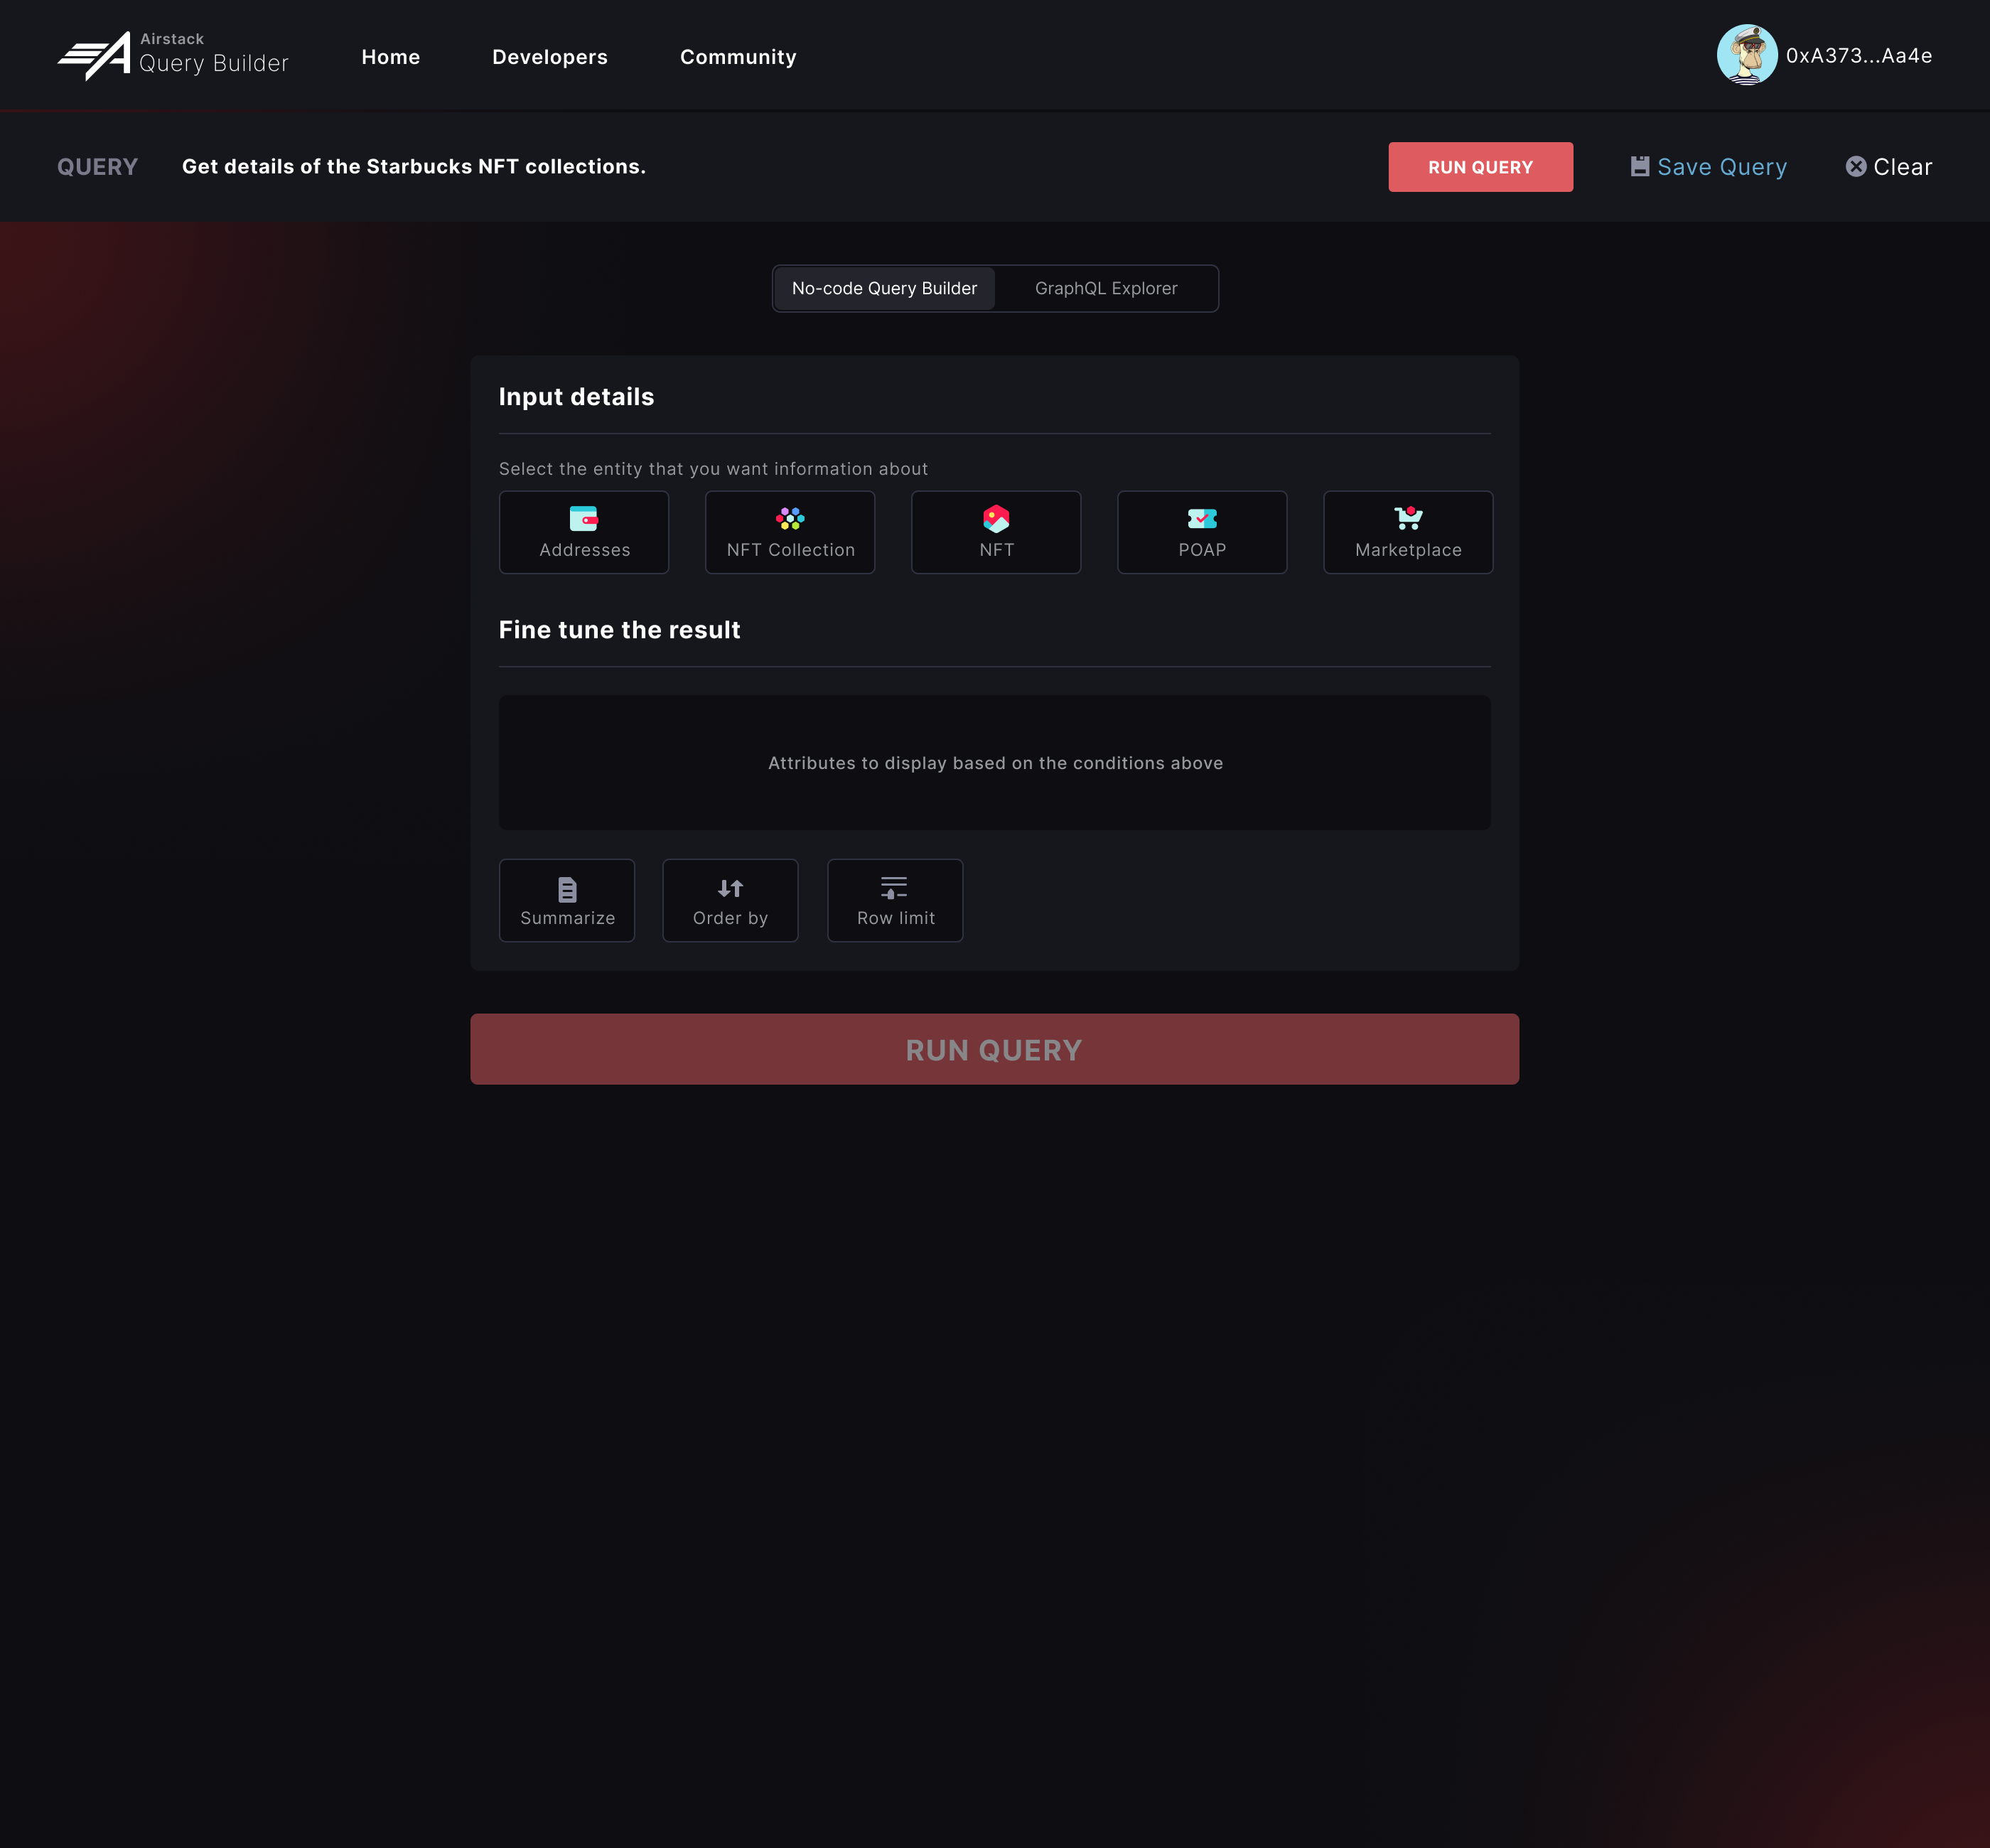 Airstack
Query Builder
Home
Developers
Community
0xA373...Aa4e
QUERY
Get details of the Starbucks NFT collections.
RUN QUERY
Save Query
Clear
No-code Query Builder
GraphQL Explorer
Input details
Select the entity that you want information about
Addresses
NFT Collection
NFT
POAP
Marketplace
Fine tune the result
Attributes to display based on the conditions above
Summarize
Order by
Row limit
RUN QUERY